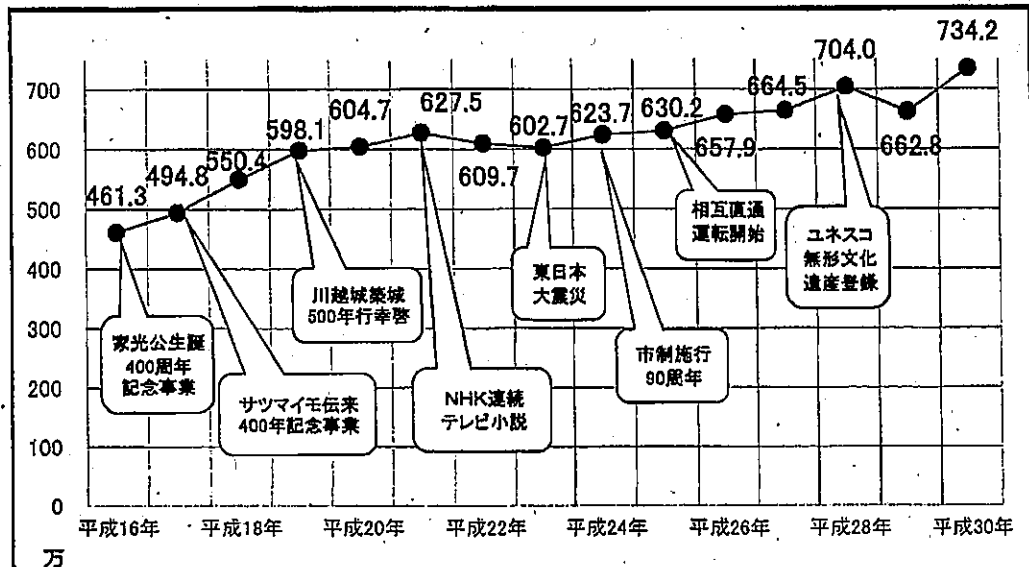 734.2
704.0
700
664.5
627.5
630.2
604.7
623.7
598.1
602.7
600
657.9
662.8
550.4
609.7
494.8
461.3
500
相互直通
運転開始
ユネスコ
無形文化
遺産登録
東日本
大震災
400
川越城築城
500年行幸啓
300
家光公生誕
400周年
記念事業
市制施行
90周年
200
サツマイモ伝来
400年記念事業
NHK連続
テレビ小説
100
0
平成16年 平成18年 平成20年 平成22年 平成24年 平成26年 平成28年 平成30年
万